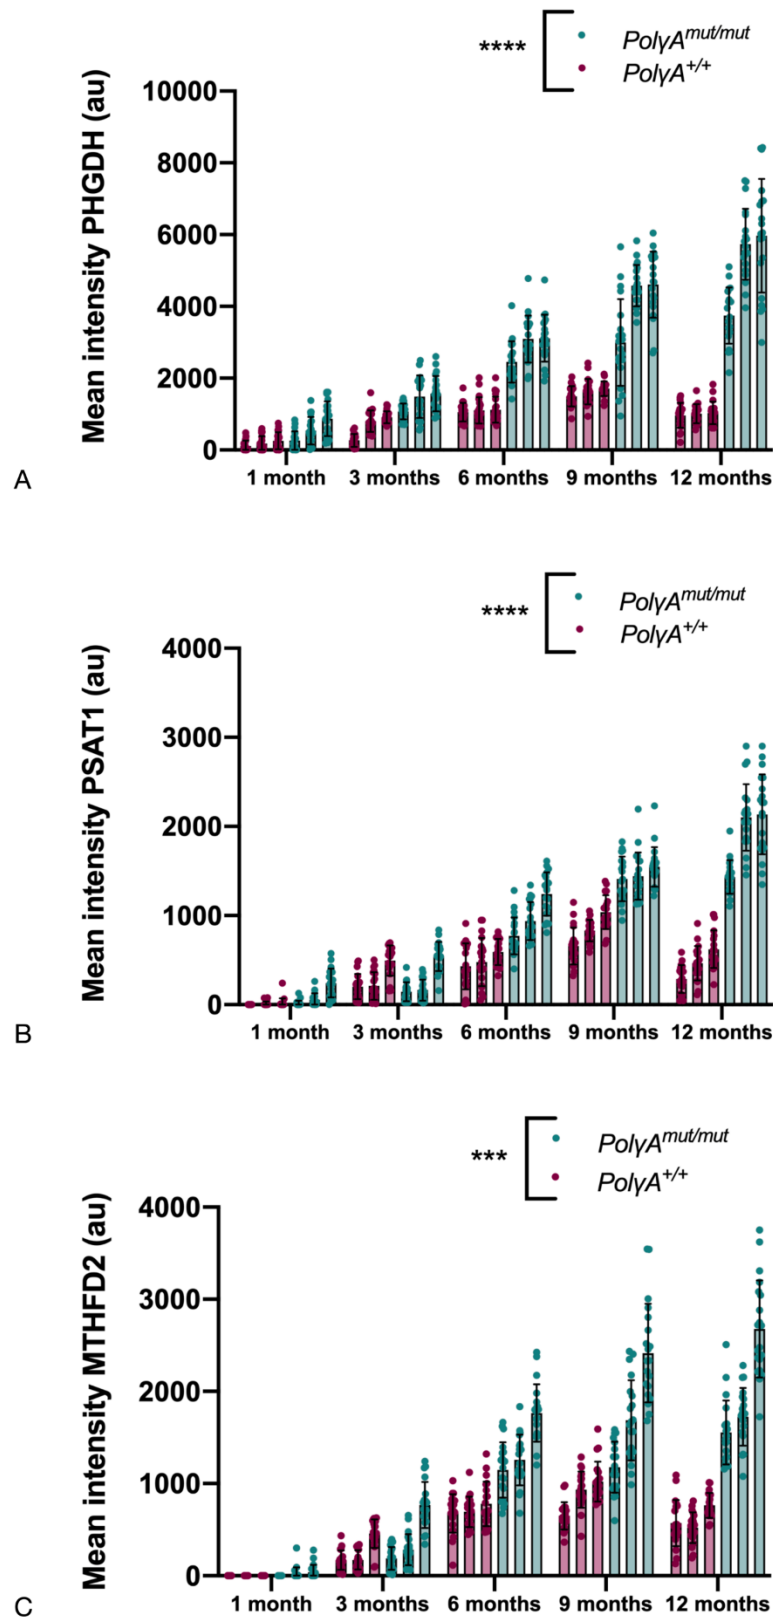 **** PolγA^mut/mut
PolγA^+/+
Mean intensity PHGDH (au)
10000
8000
6000
4000
2000
0
1 month 3 months 6 months 9 months 12 months
A
**** PolγA^mut/mut
PolγA^+/+
Mean intensity PSAT1 (au)
4000
3000
2000
1000
0
1 month 3 months 6 months 9 months 12 months
B
*** PolγA^mut/mut
PolγA^+/+
Mean intensity MTHFD2 (au)
4000
3000
2000
1000
0
1 month 3 months 6 months 9 months 12 months
C